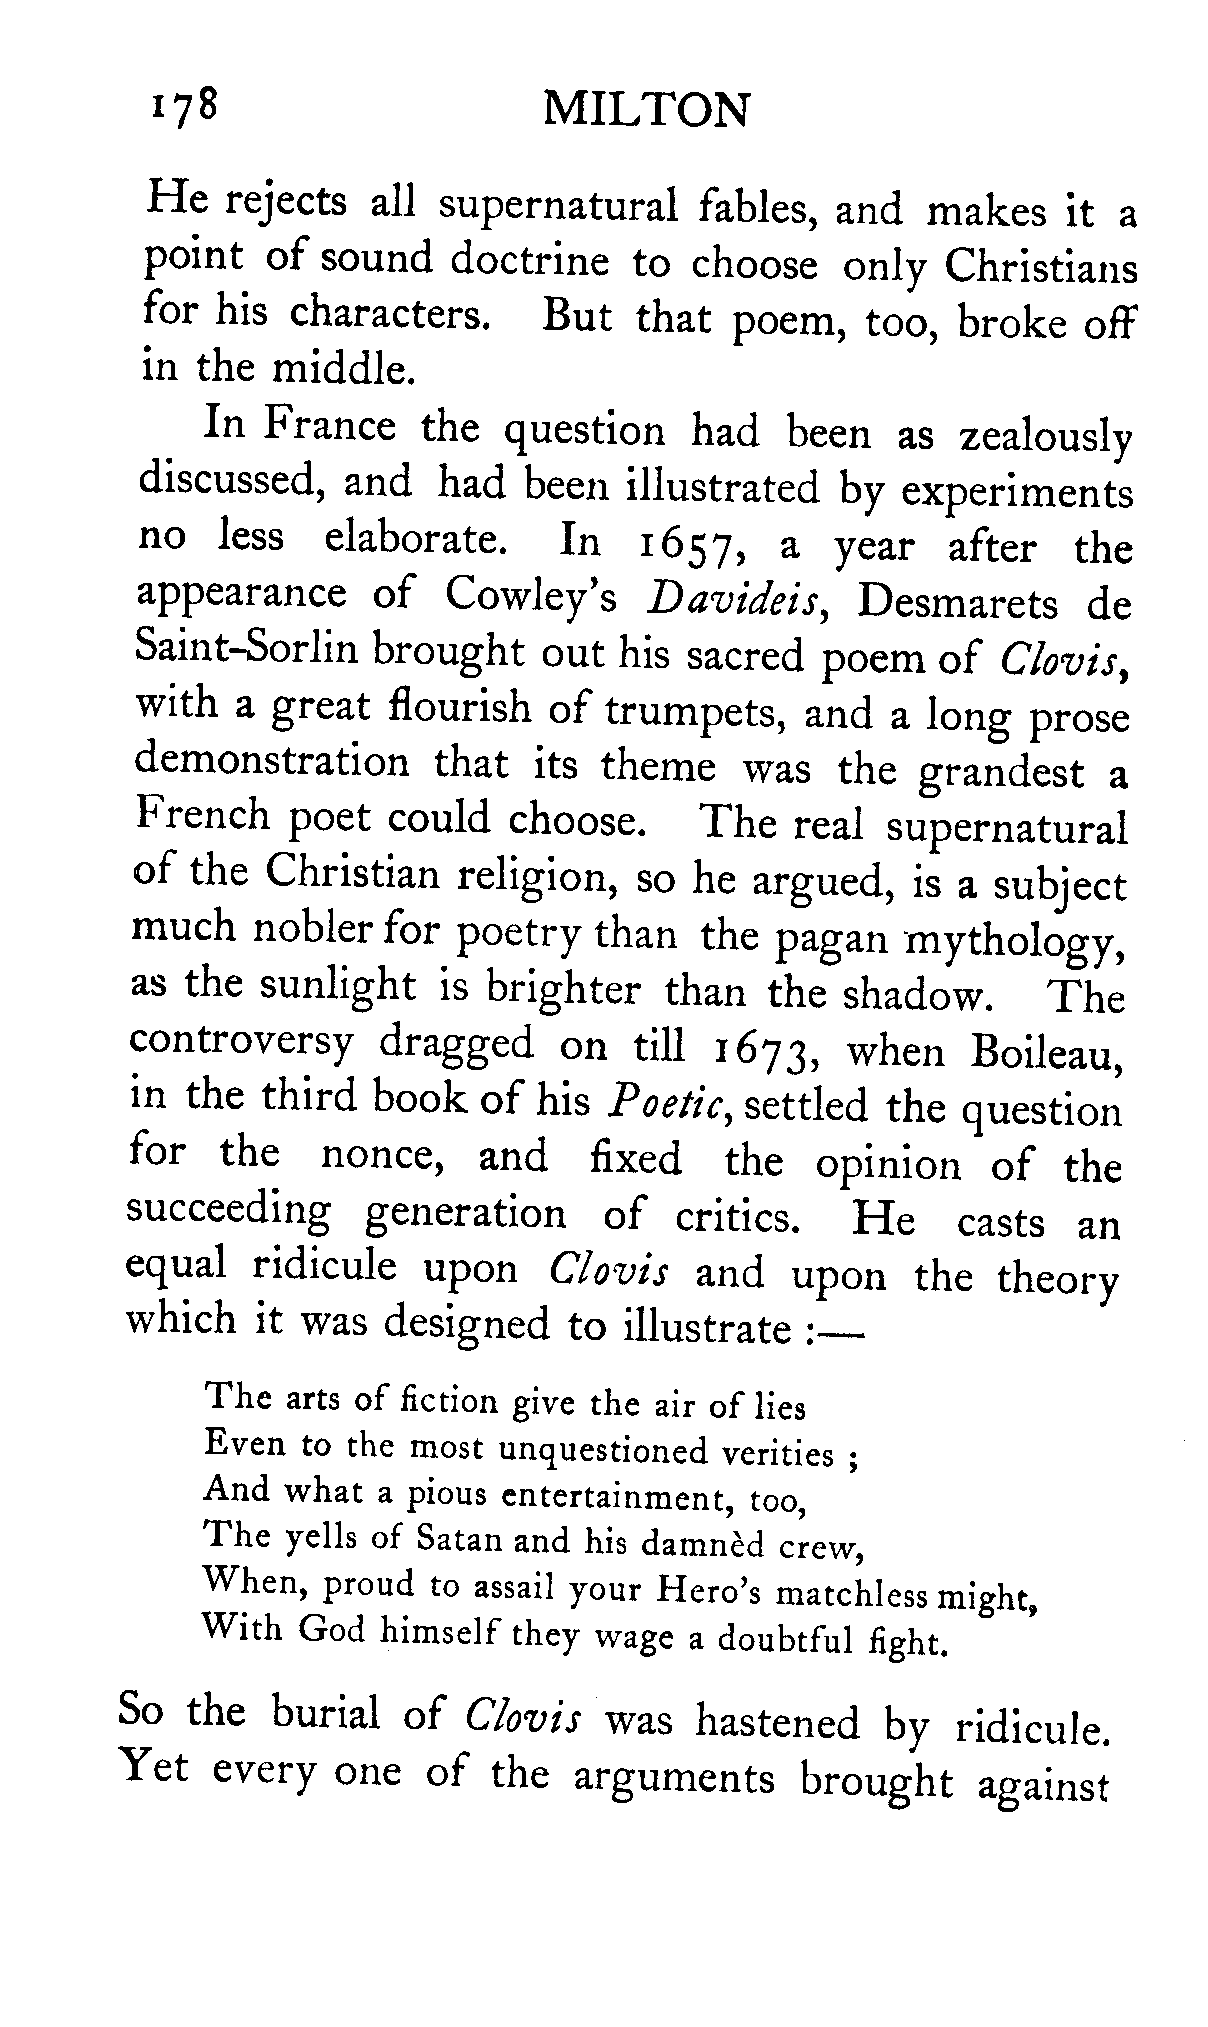 178 MILTON
He rejects all supernatural fables, and makes it a
point of sound doctrine to choose only Christians
for his characters. But that poem, too, broke off
in the middle.
In France the question had been as zealously
discussed, and had been illustrated by experiments
no less elaborate. In 1657, a year after the
appearance of Cowley's Davideis, Desmarets de
Saint-Sorlin brought out his sacred poem of Clovis,
with a great flourish of trumpets, and a long prose
demonstration that its theme was the grandest a
French poet could choose. The real supernatural
of the Christian religion, so he argued, is a subject
much nobler for poetry than the pagan mythology,
as the sunlight is brighter than the shadow. The
controversy dragged on till 1673, when Boileau,
in the third book of his Poetic, settled the question
for the nonce, and fixed the opinion of the
succeeding generation of critics. He casts an
equal ridicule upon Clovis and upon the theory
which it was designed to illustrate :—
The arts of fiction give the air of lies
Even to the most unquestioned verities ;
And what a pious entertainment, too,
The yells of Satan and his damnèd crew,
When, proud to assail your Hero's matchless might,
With God himself they wage a doubtful fight.
So the burial of Clovis was hastened by ridicule.
Yet every one of the arguments brought against